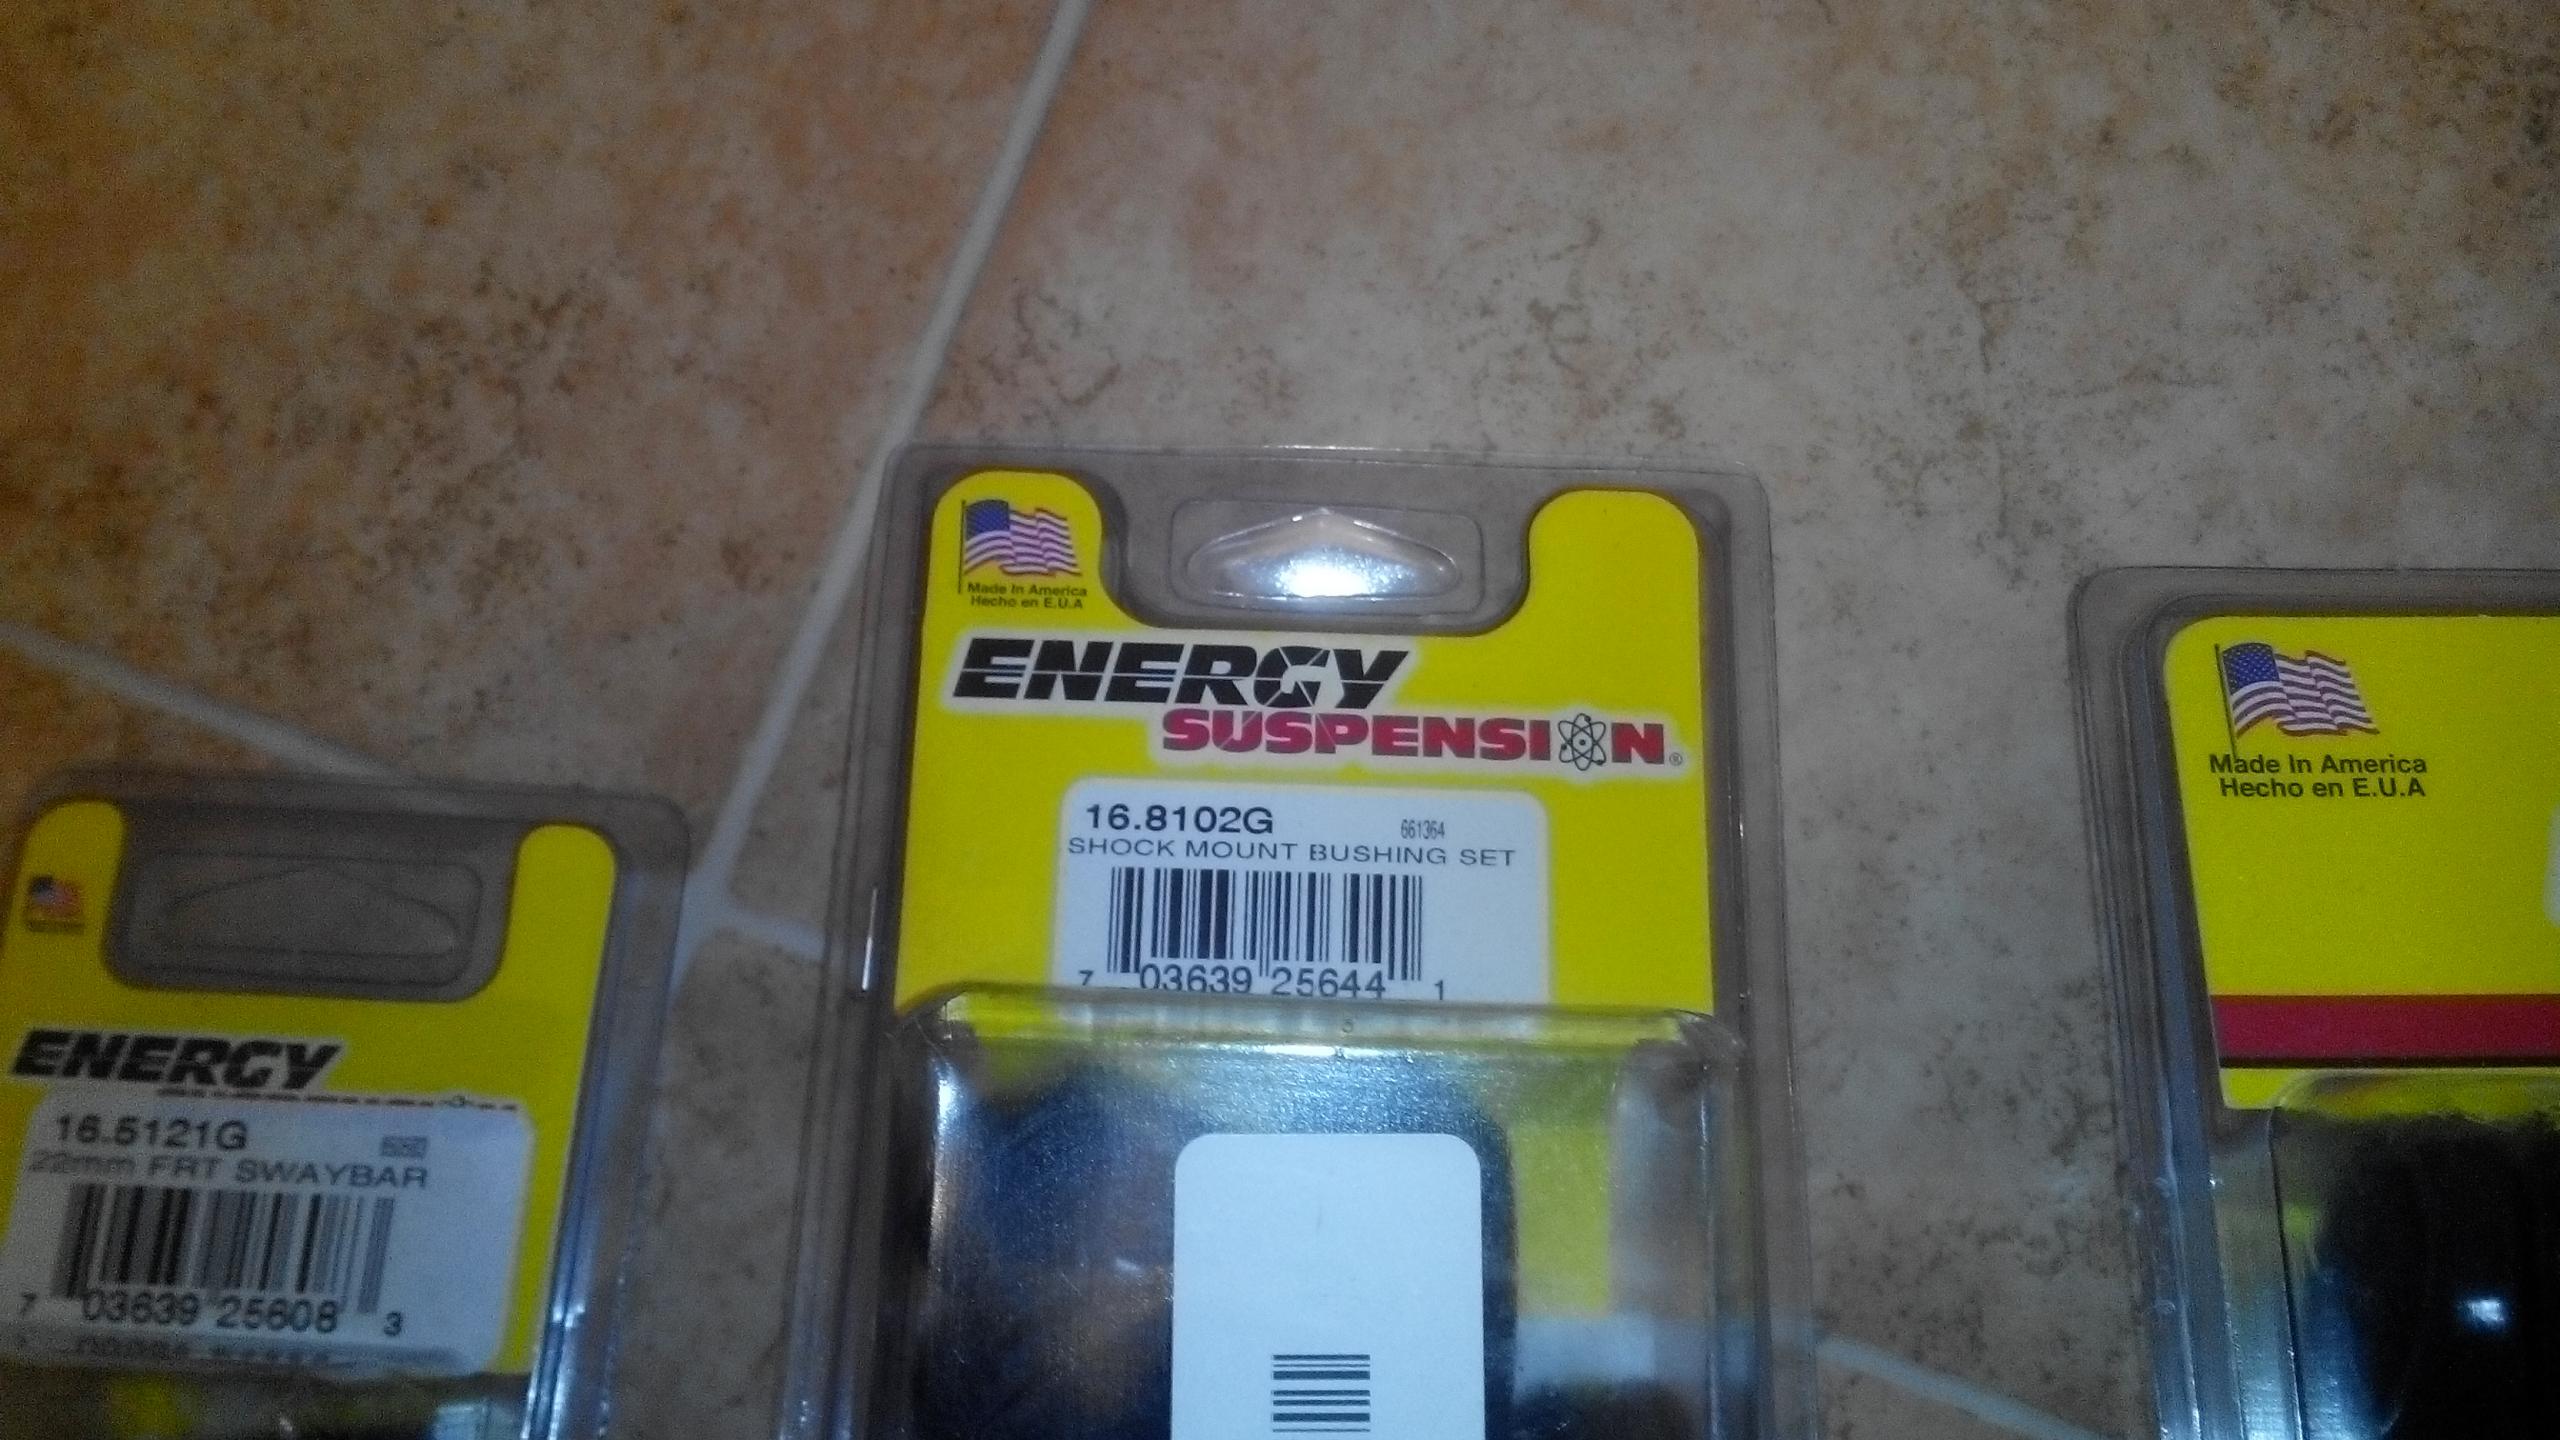 Made In America
Hecho en E.U.A
ENERGY
SUSPENSION®
16.8102G 661364
SHOCK MOUNT BUSHING SET
7 03639 25644 1
ENERGY
16.5121G
22mm FRT SWAYBAR
7 03639 25608 3
Made In America
Hecho en E.U.A